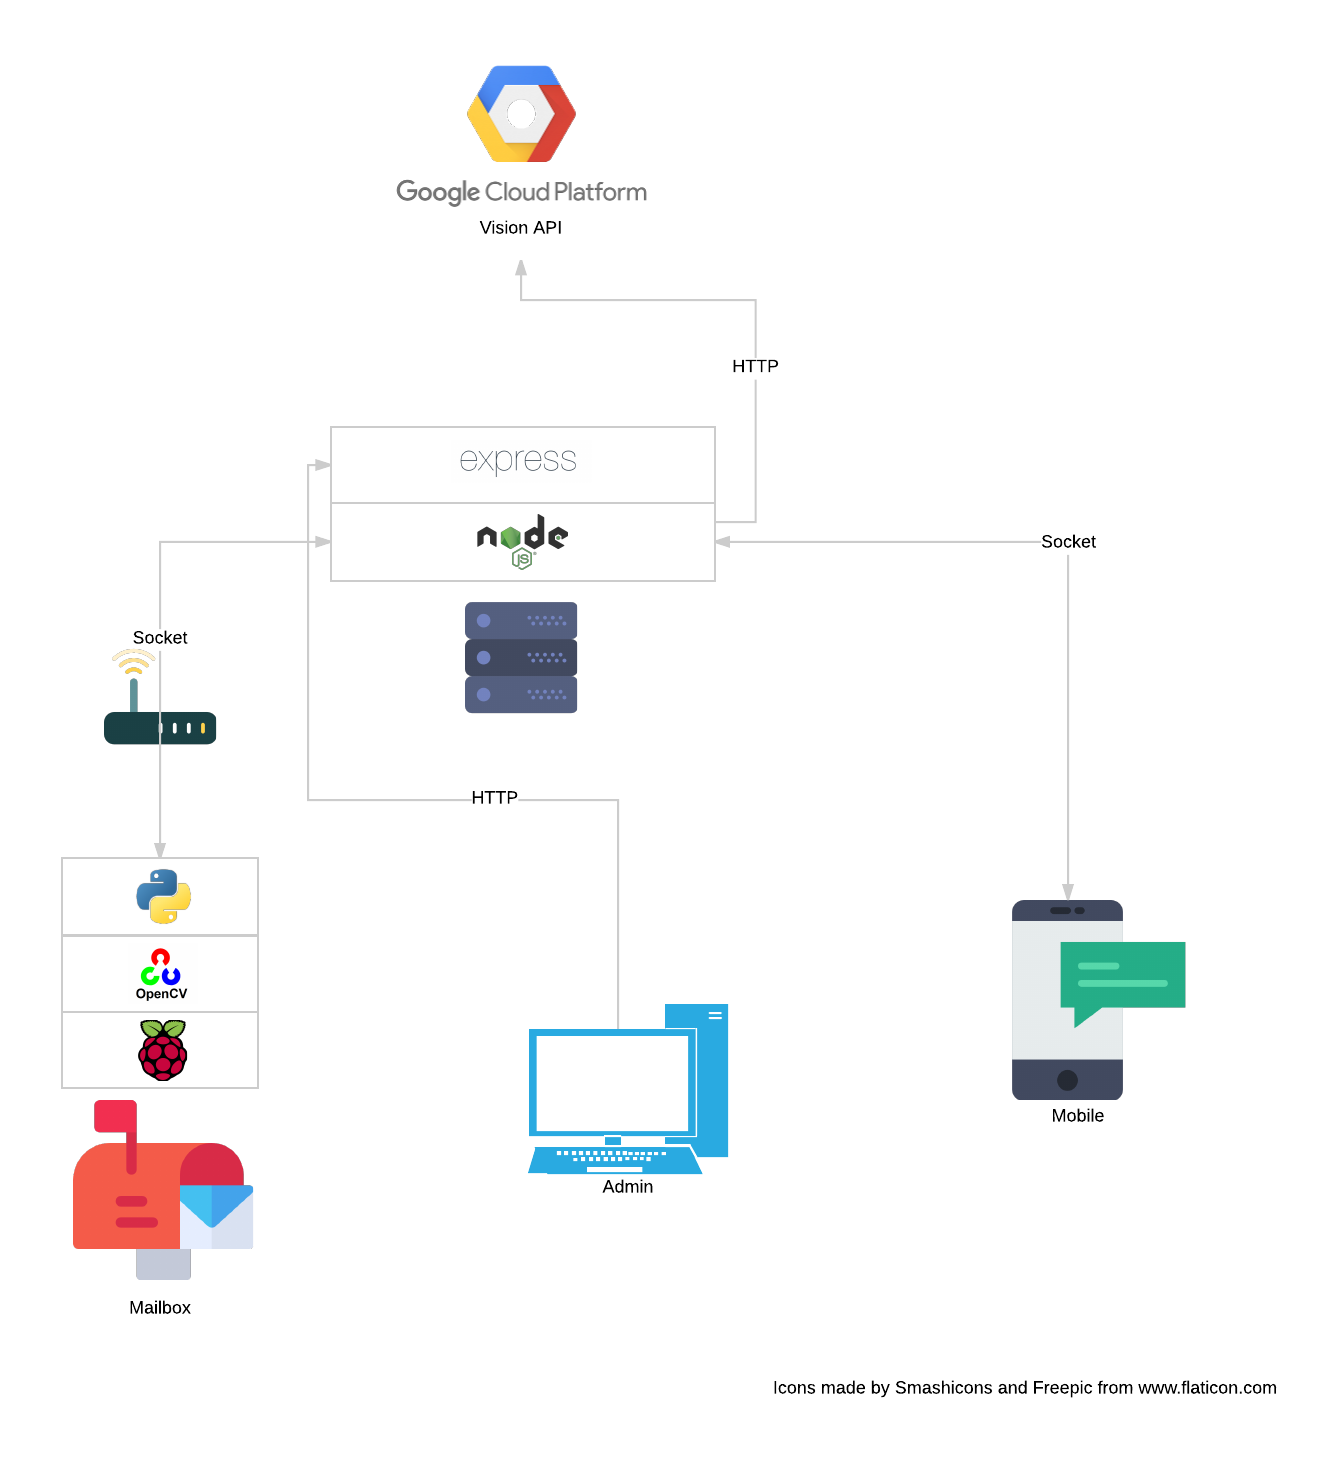 Google Cloud Platform
Vision API
HTTP
express
node
JS
Socket
Socket
HTTP
OpenCV
Mobile
Admin
Mailbox
Icons made by Smashicons and Freepic from www.flaticon.com